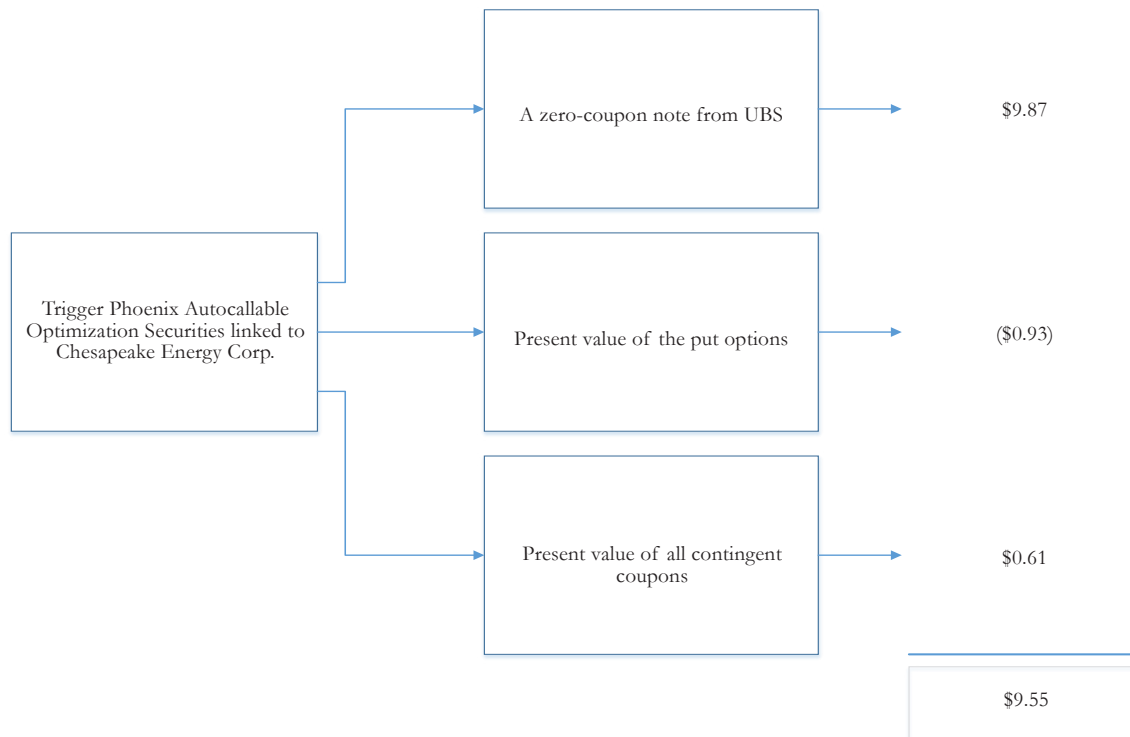 A zero-coupon note from UBS
$9.87
Trigger Phoenix Autocallable
Optimization Securities linked to
Chesapeake Energy Corp.
Present value of the put options
($0.93)
Present value of all contingent
coupons
$0.61
$9.55